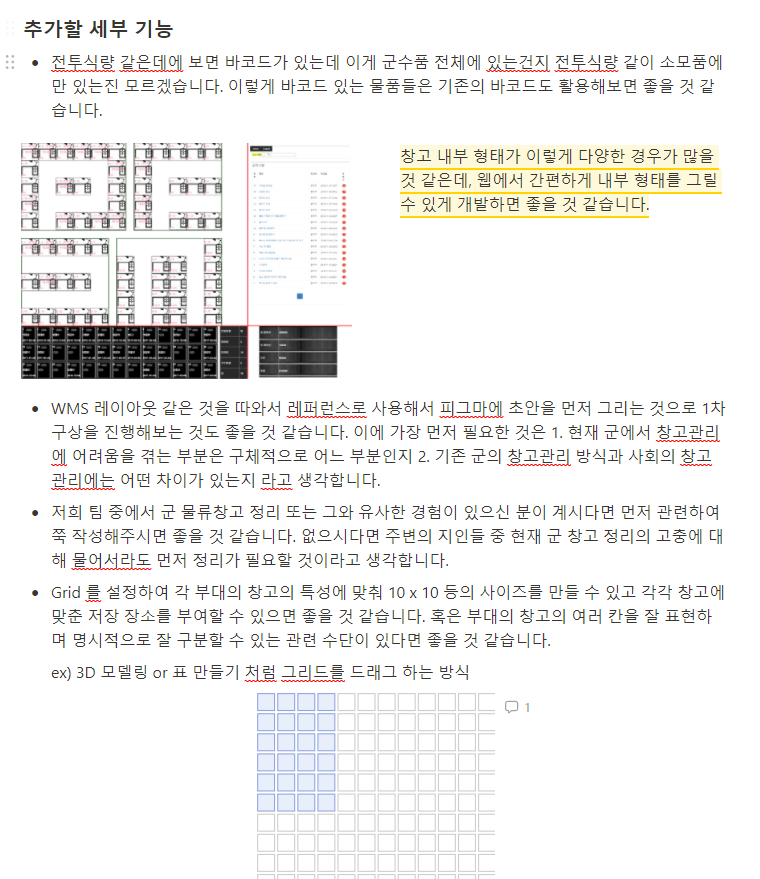 추가할 세부 기능
전투식량 같은데에 보면 바코드가 있는데 이게 군수품 전체에 있는건지 전투식량 같이 소모품에
만 있는진 모르겠습니다. 이렇게 바코드 있는 물품들은 기존의 바코드도 활용해보면 좋을 것 같
습니다.
창고 내부 형태가 이렇게 다양한 경우가 많을
것 같은데, 웹에서 간편하게 내부 형태를 그릴
수 있게 개발하면 좋을 것 같습니다.
WMS 레이아웃 같은 것을 따와서 레퍼런스로 사용해서 피그마에 초안을 먼저 그리는 것으로 1차
구상을 진행해보는 것도 좋을 것 같습니다. 이에 가장 먼저 필요한 것은 1. 현재 군에서 창고관리
에 어려움을 겪는 부분은 구체적으로 어느 부분인지 2. 기존 군의 창고관리 방식과 사회의 창고
관리에는 어떤 차이가 있는지 라고 생각합니다.
저희 팀 중에서 군 물류창고 정리 또는 그와 유사한 경험이 있으신 분이 계시다면 먼저 관련하여
쭉 작성해주시면 좋을 것 같습니다. 없으시다면 주변의 지인들 중 현재 군 창고 정리의 고충에 대
해 물어서라도 먼저 정리가 필요할 것이라고 생각합니다.
Grid 를 설정하여 각 부대의 창고의 특성에 맞춰 10 x 10 등의 사이즈를 만들 수 있고 각각 창고에
맞춘 저장 장소를 부여할 수 있으면 좋을 것 같습니다. 혹은 부대의 창고의 여러 칸을 잘 표현하
며 명시적으로 잘 구분할 수 있는 관련 수단이 있다면 좋을 것 같습니다.
ex) 3D 모델링 or 표 만들기 처럼 그리드를 드래그 하는 방식
1